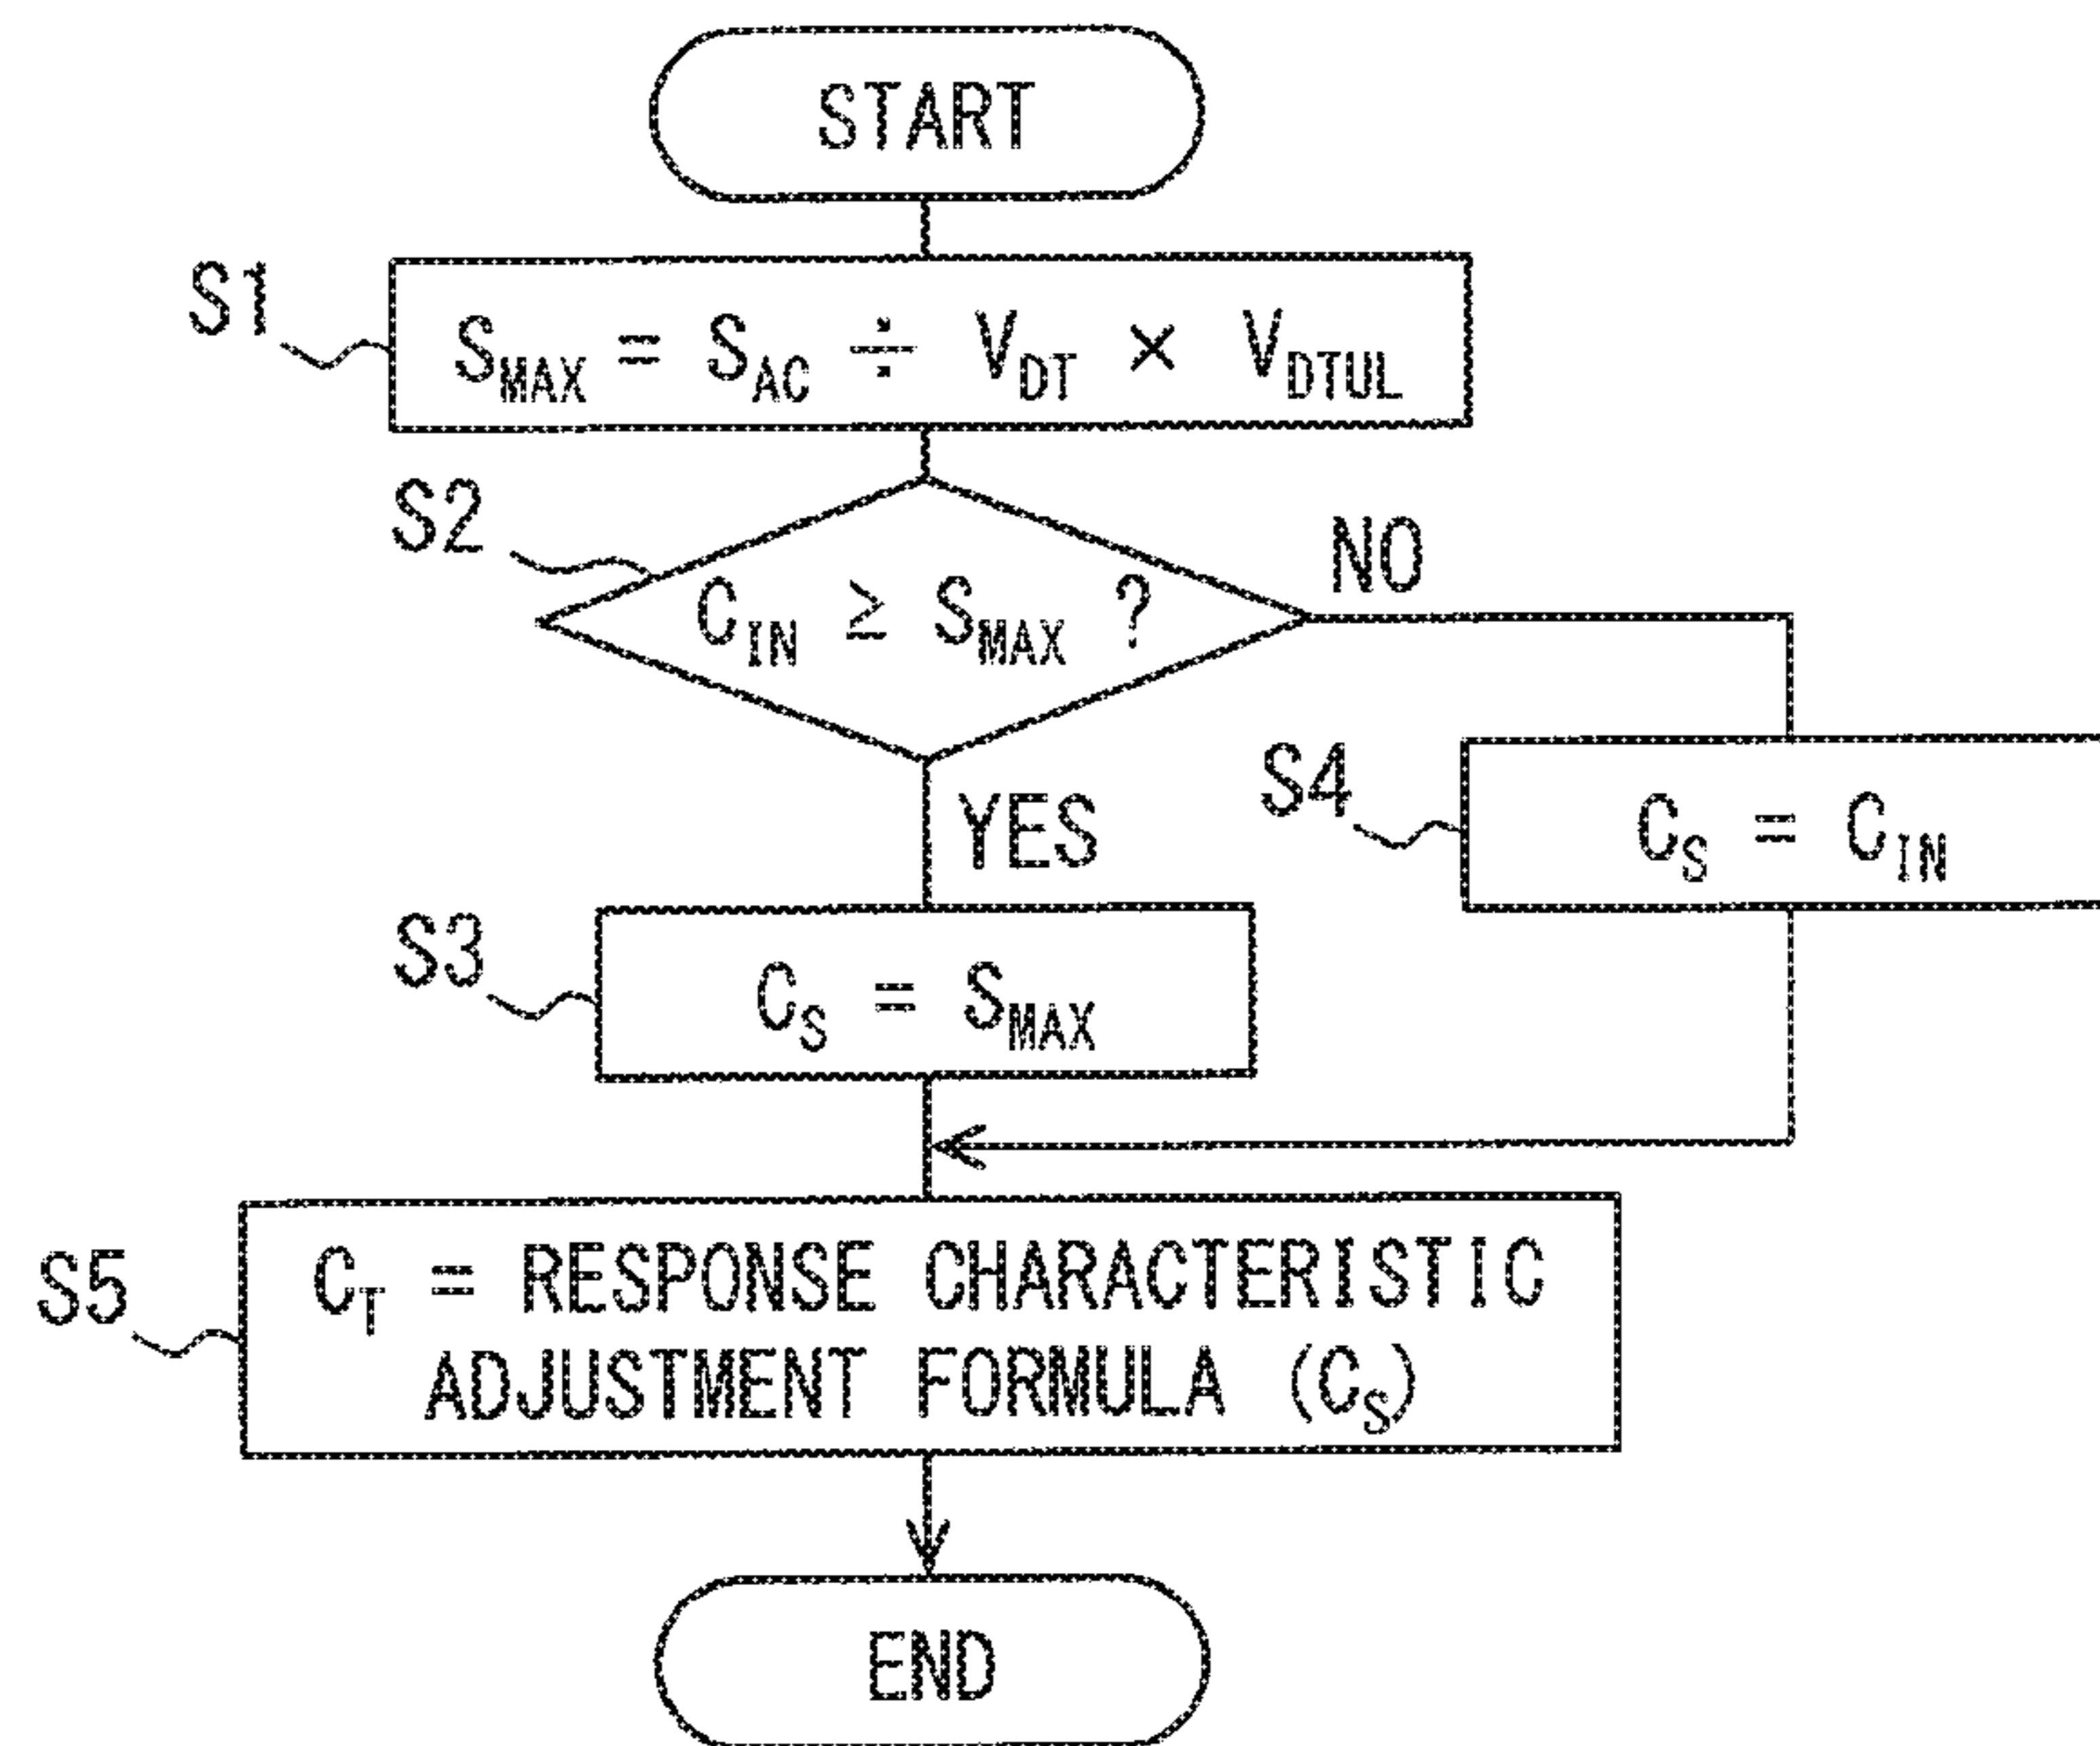 START
S1
S_MAX = S_AC ÷ V_DT × V_DTUL
S2
C_IN ≥ S_MAX ?
NO
YES
S4
C_S = C_IN
S3
C_S = S_MAX
S5
C_T = RESPONSE CHARACTERISTIC
ADJUSTMENT FORMULA (C_S)
END